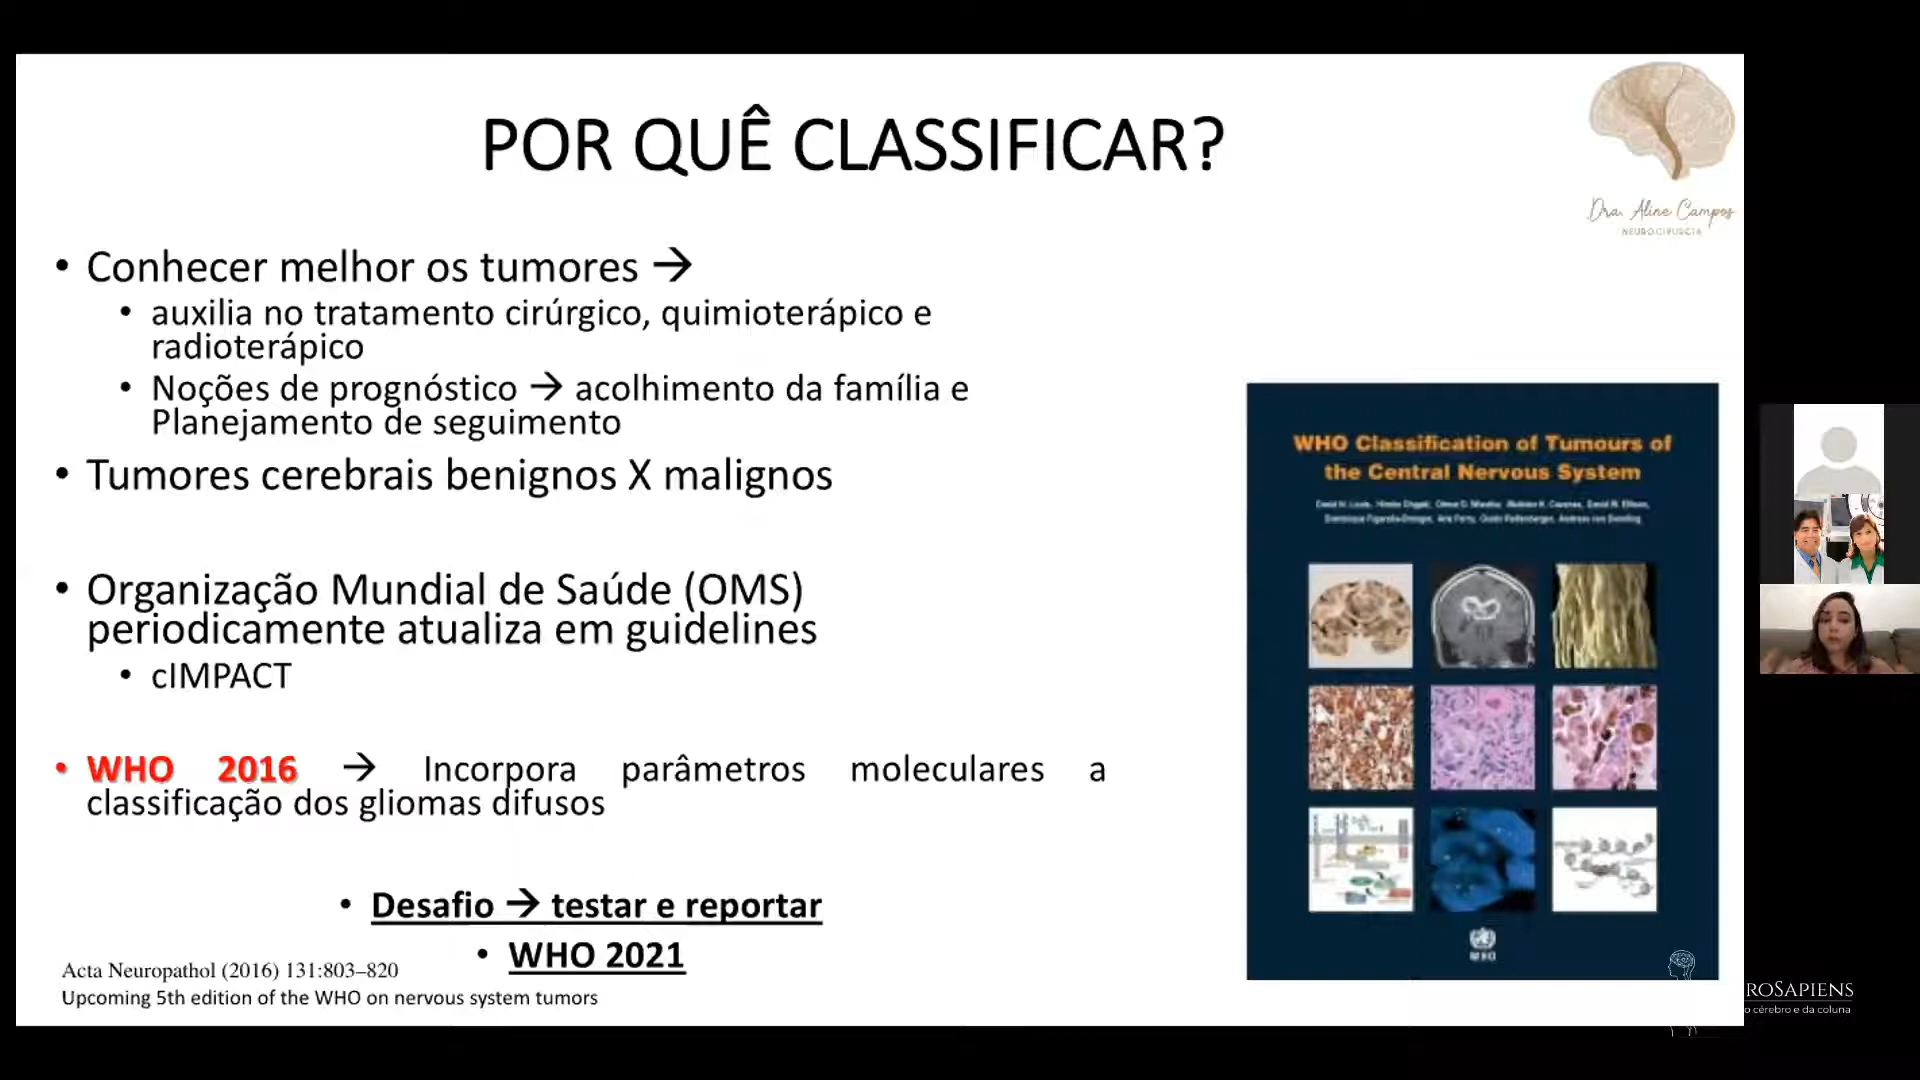 POR QUÊ CLASSIFICAR?
Dra. Aline Campos
NEUROCIRURGIA
• Conhecer melhor os tumores →
• auxilia no tratamento cirúrgico, quimioterápico e
radioterápico
• Noções de prognóstico → acolhimento da família e
Planejamento de seguimento
• Tumores cerebrais benignos X malignos
• Organização Mundial de Saúde (OMS)
periodicamente atualiza em guidelines
• cIMPACT
• WHO 2016 → Incorpora parâmetros moleculares a
classificação dos gliomas difusos
• Desafio → testar e reportar
• WHO 2021
Acta Neuropathol (2016) 131:803–820
Upcoming 5th edition of the WHO on nervous system tumors
WHO Classification of Tumours of
the Central Nervous System
WHO
ROSAPIENS
o cérebro e da coluna